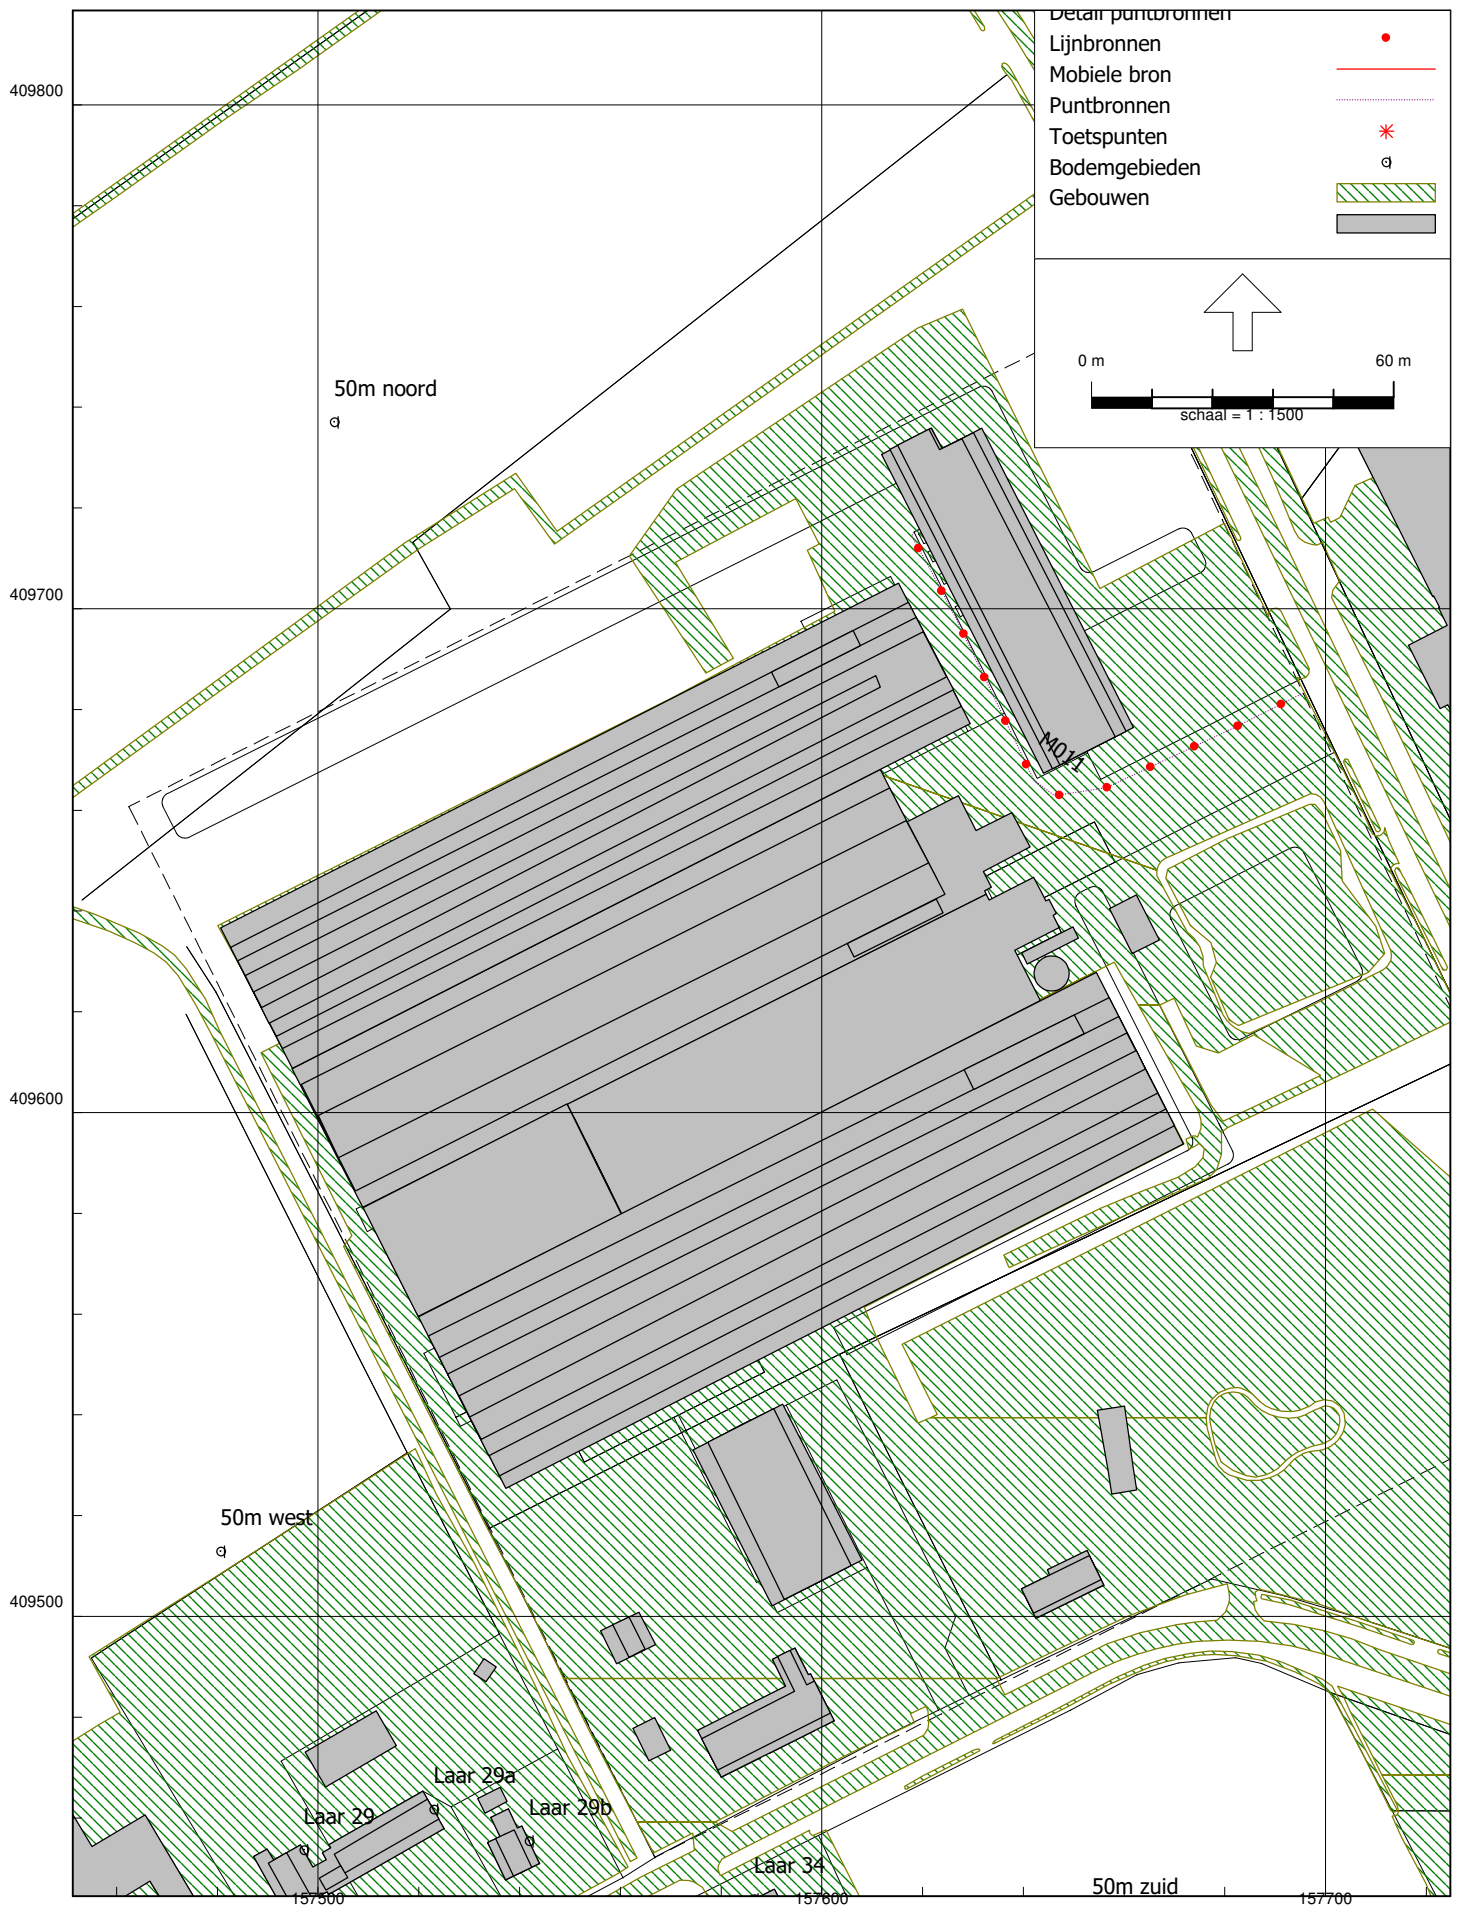 Detail puntbronnen
Lijnbronnen
Mobiele bron
Puntbronnen
Toetspunten
Bodemgebieden
Gebouwen
0 m 60 m
schaal = 1 : 1500
409800
50m noord
409700
M011
409600
50m west
409500
Laar 29a
Laar 29
Laar 29b
Laar 34
50m zuid
157500 157600 157700